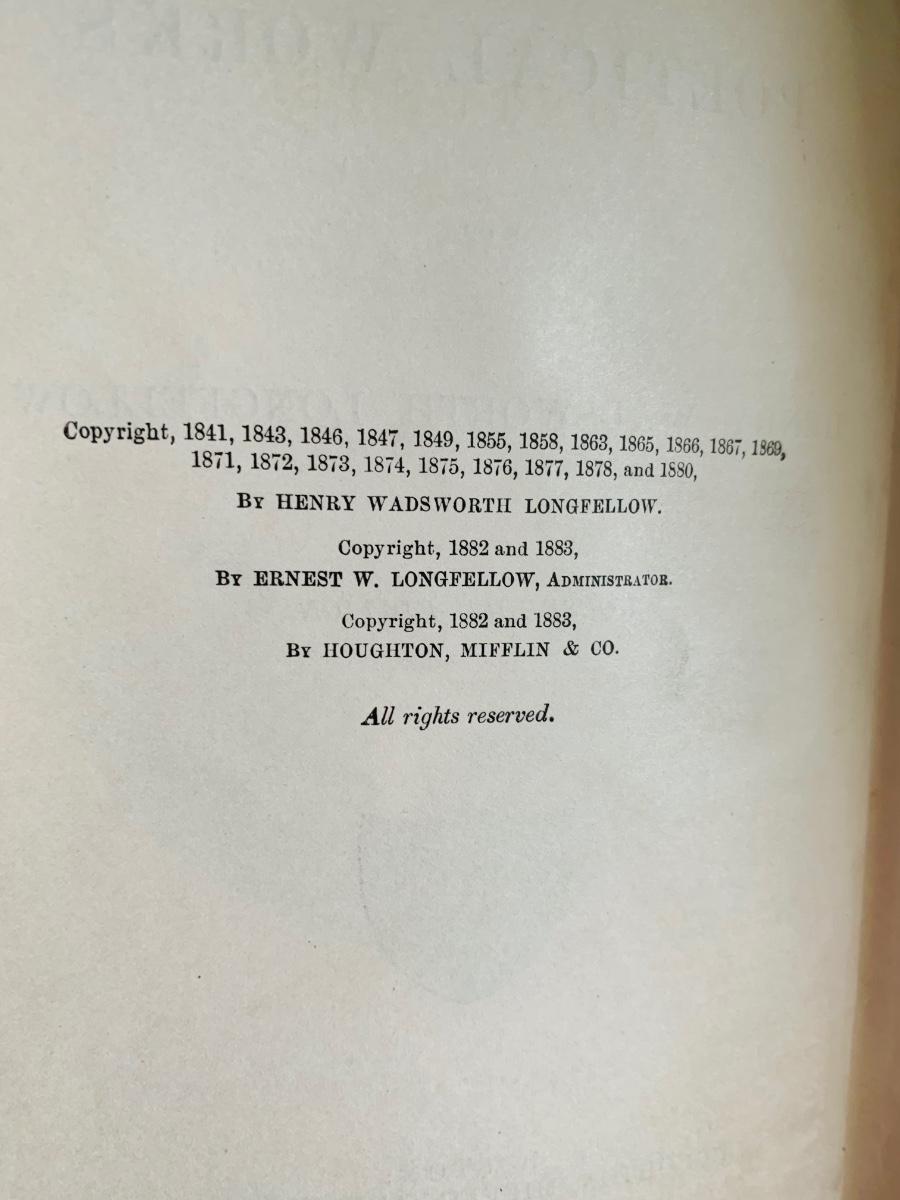 Copyright, 1841, 1843, 1846, 1847, 1849, 1855, 1858, 1863, 1865, 1866, 1867, 1869,
1871, 1872, 1873, 1874, 1875, 1876, 1877, 1878, and 1880,
By HENRY WADSWORTH LONGFELLOW.
Copyright, 1882 and 1883,
By ERNEST W. LONGFELLOW, ADMINISTRATOR.
Copyright, 1882 and 1883,
By HOUGHTON, MIFFLIN & CO.
All rights reserved.